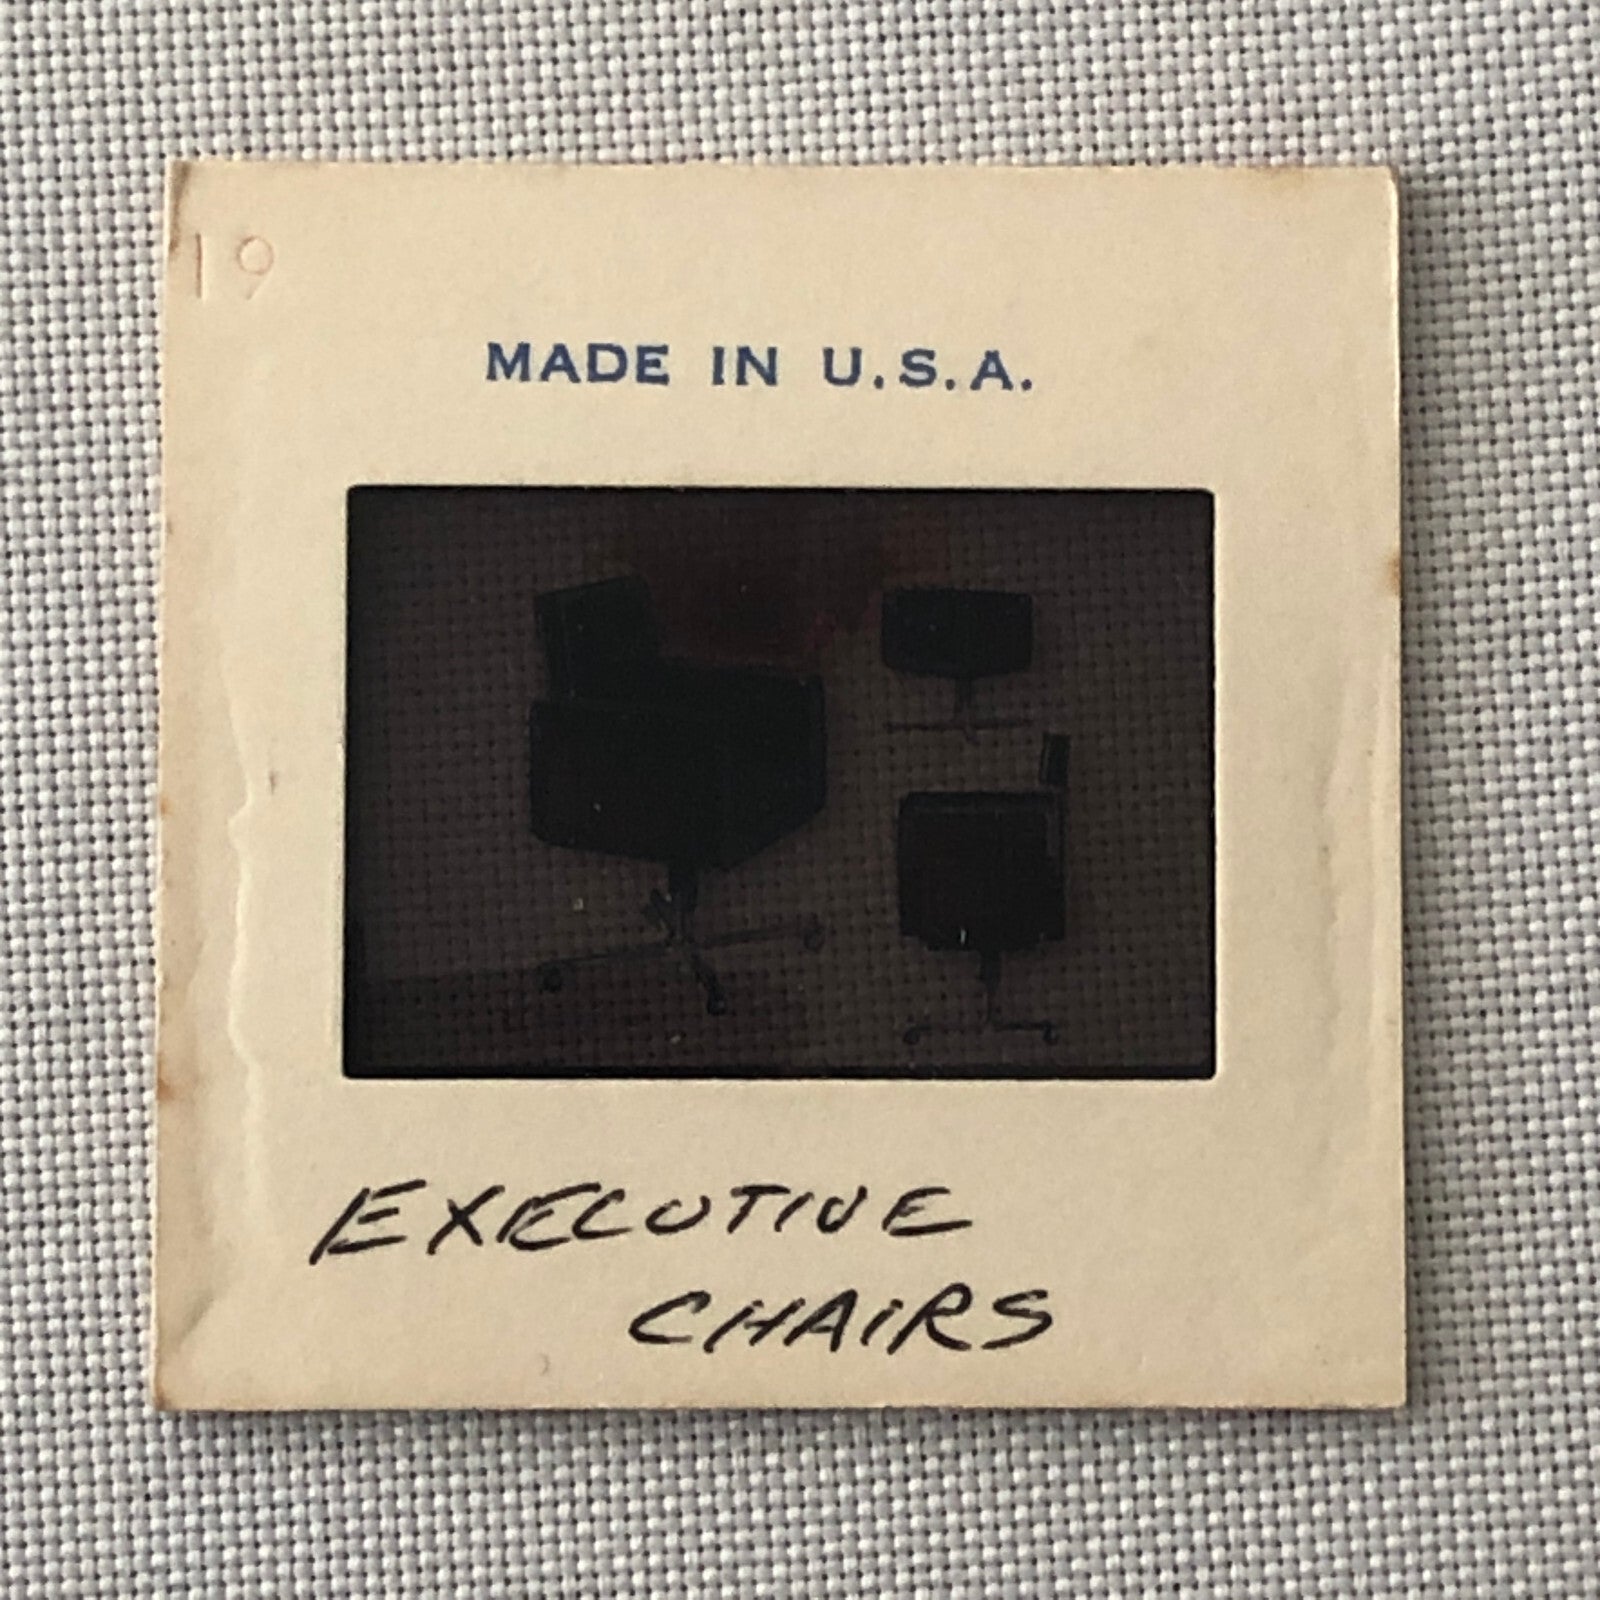 19
MADE IN U.S.A.
EXECUTIVE
CHAIRS